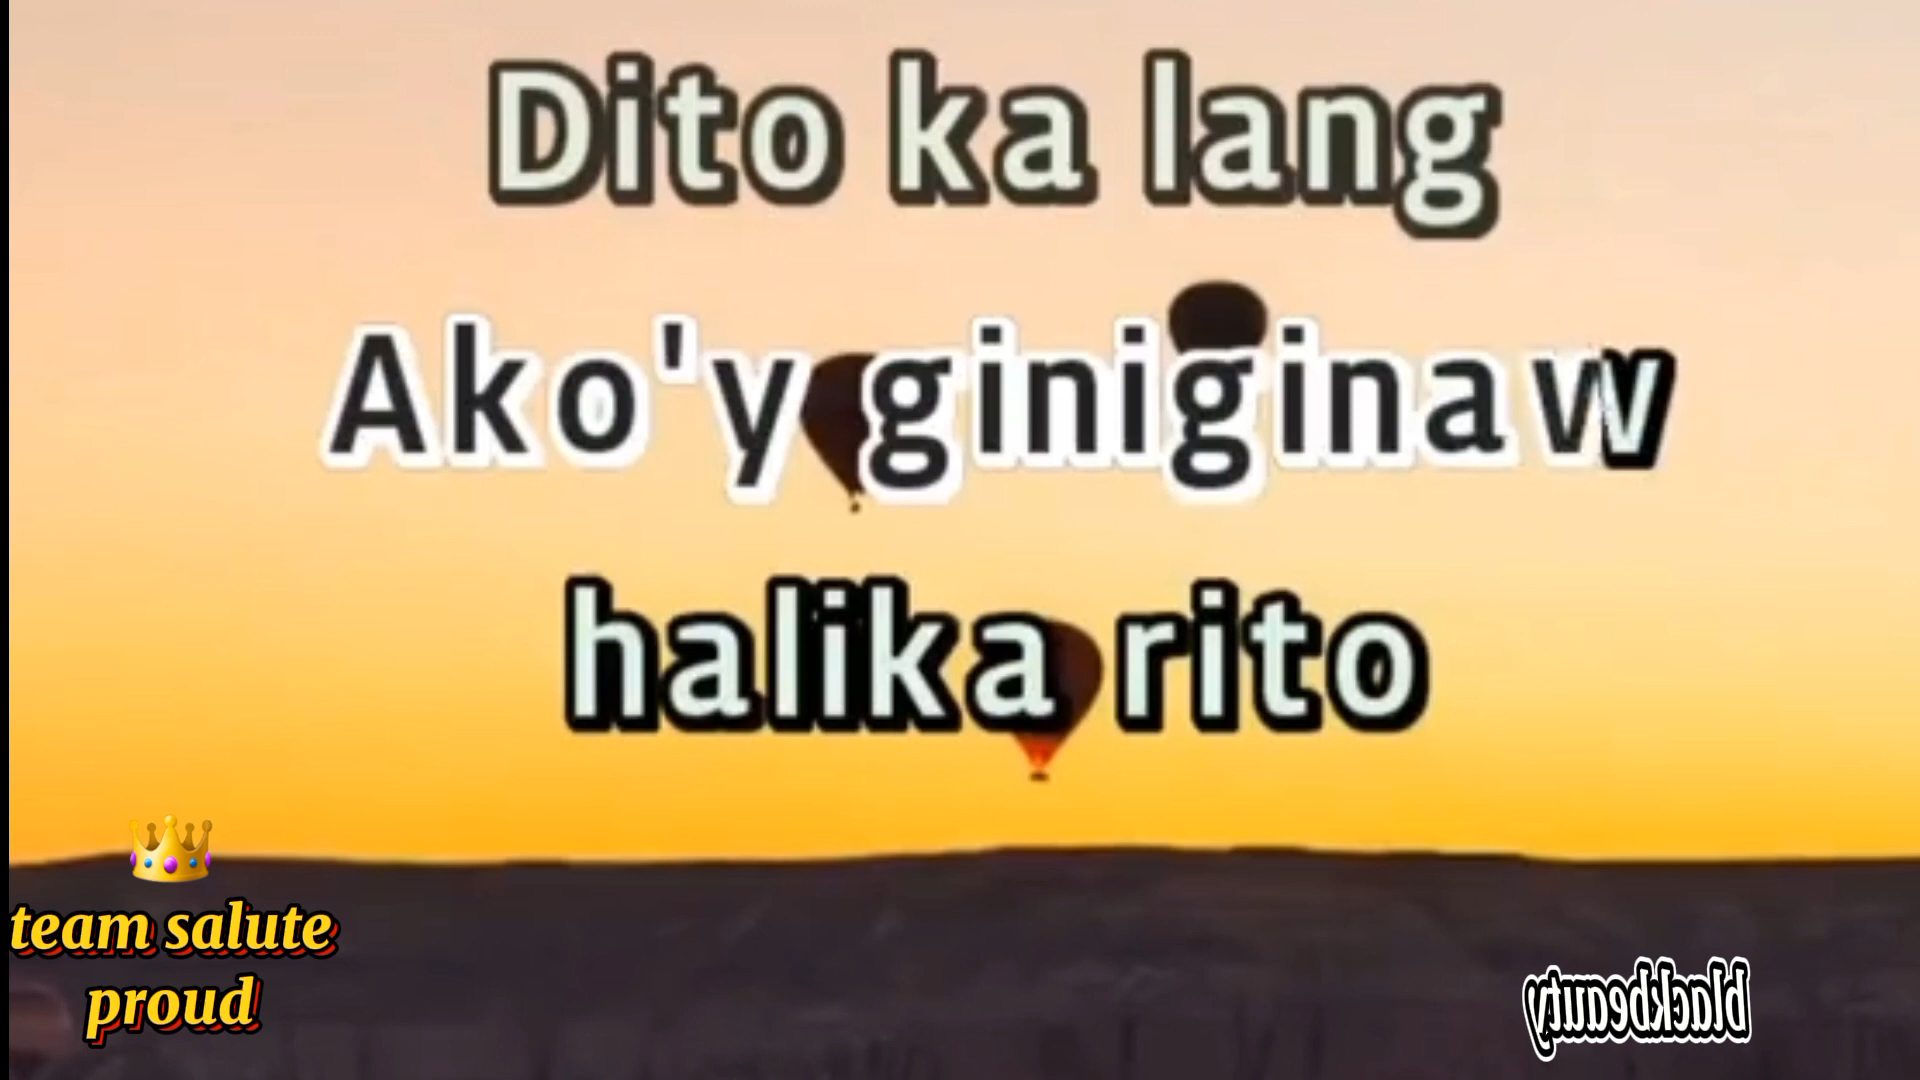 Dito ka lang
Ako'y giniginaw
halika rito
team salute
proud
blackbeauty